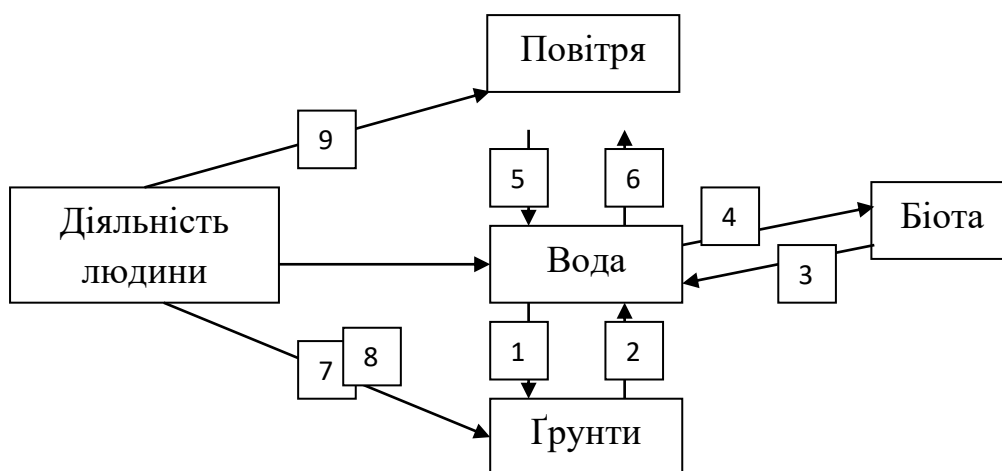 Повітря
9
5
6
4
Діяльність
людини
Біота
Вода
3
1
2
7
8
Ґрунти